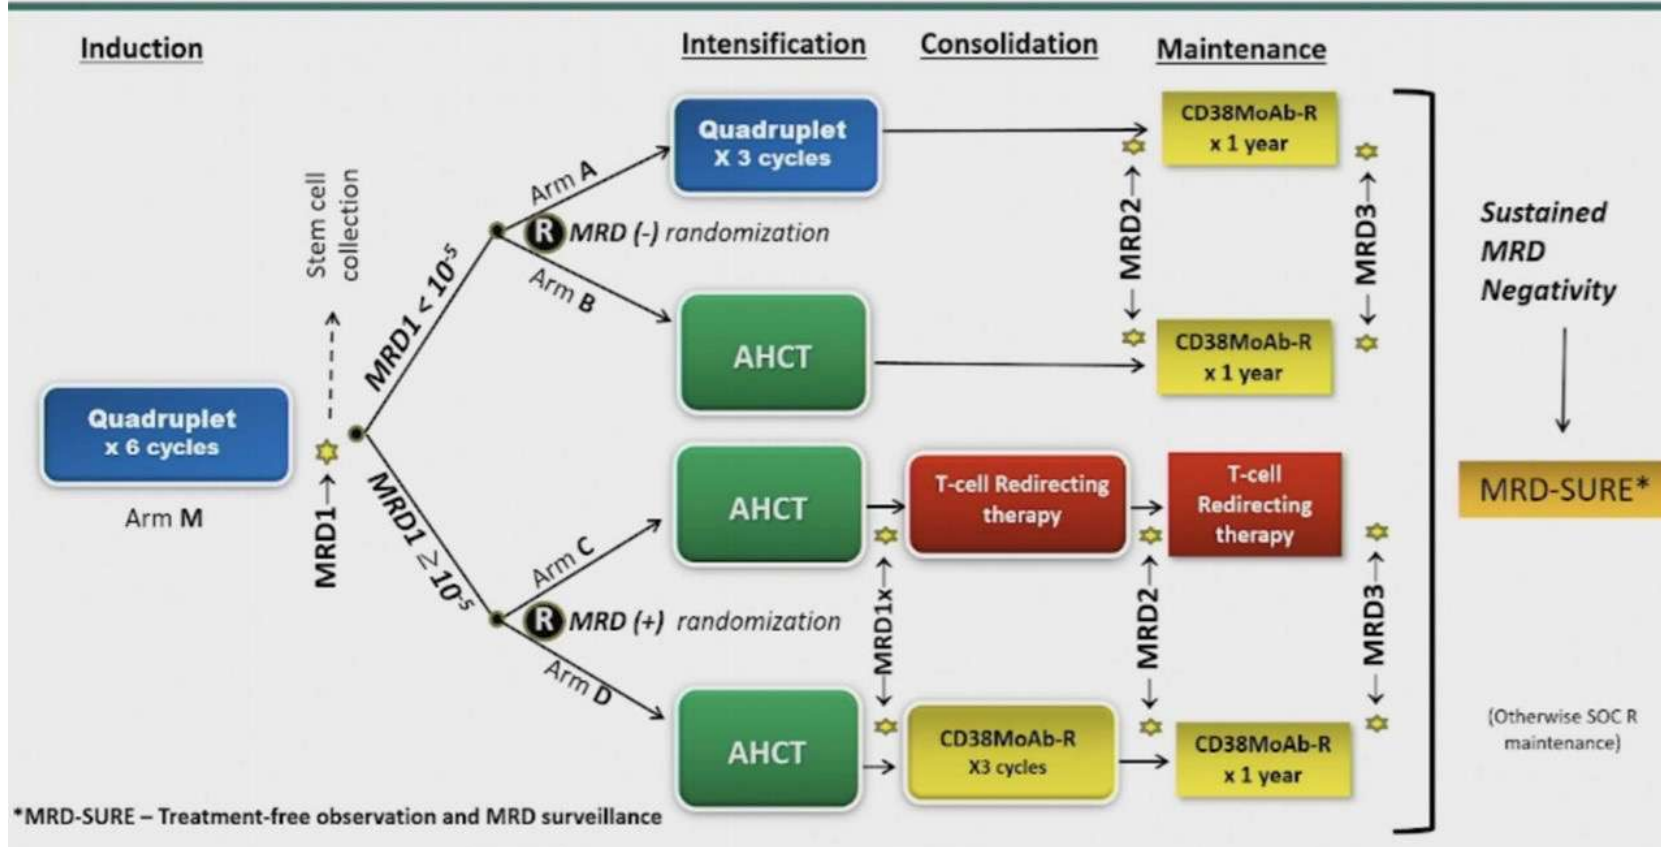 Induction
Intensification
Consolidation
Maintenance
Quadruplet
x 6 cycles
Arm M
MRD1
Stem cell
collection
MRD1 < 10-5
MRD1 ≥ 10-5
Arm A
R MRD (-) randomization
Arm B
Arm C
R MRD (+) randomization
Arm D
Quadruplet
X 3 cycles
CD38MoAb-R
x 1 year
AHCT
CD38MoAb-R
x 1 year
MRD2
MRD3
AHCT
T-cell Redirecting
therapy
T-cell
Redirecting
therapy
MRD1x
MRD2
MRD3
AHCT
CD38MoAb-R
X3 cycles
CD38MoAb-R
x 1 year
Sustained
MRD
Negativity
MRD-SURE*
(Otherwise SOC R
maintenance)
*MRD-SURE – Treatment-free observation and MRD surveillance